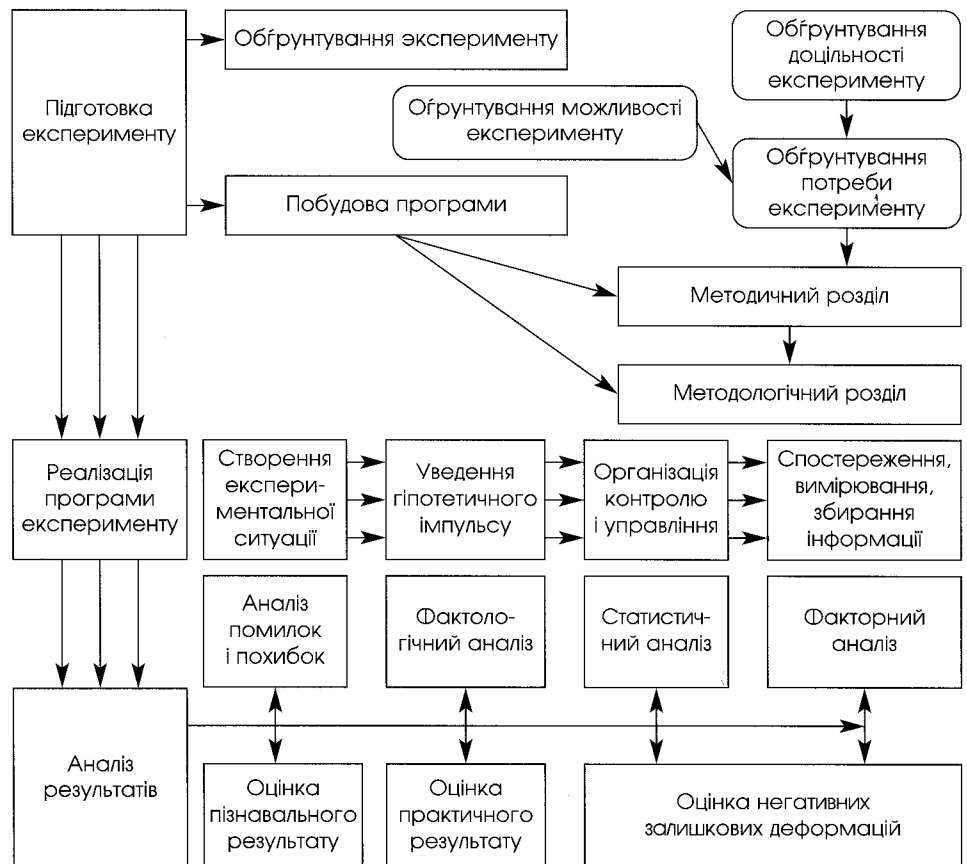 Підготовка
експерименту
Обґрунтування эксперименту
Обґрунтування
доцільності
експерименту
Оґрунтування можливості
експерименту
Обґрунтування
потреби
експерименту
Побудова програми
Методичний розділ
Методологічний розділ
Реалізація
програми
експерименту
Створення
експери-
ментальної
ситуації
Уведення
гіпотетичного
імпульсу
Організація
контролю
і управління
Спостереження,
вимірювання,
збирання
інформації
Аналіз
помилок
і похибок
Фактоло-
гічний аналіз
Статистич-
ний аналіз
Факторний
аналіз
Аналіз
результатів
Оцінка
пізнавального
результату
Оцінка
практичного
результату
Оцінка негативних
залишкових деформацій